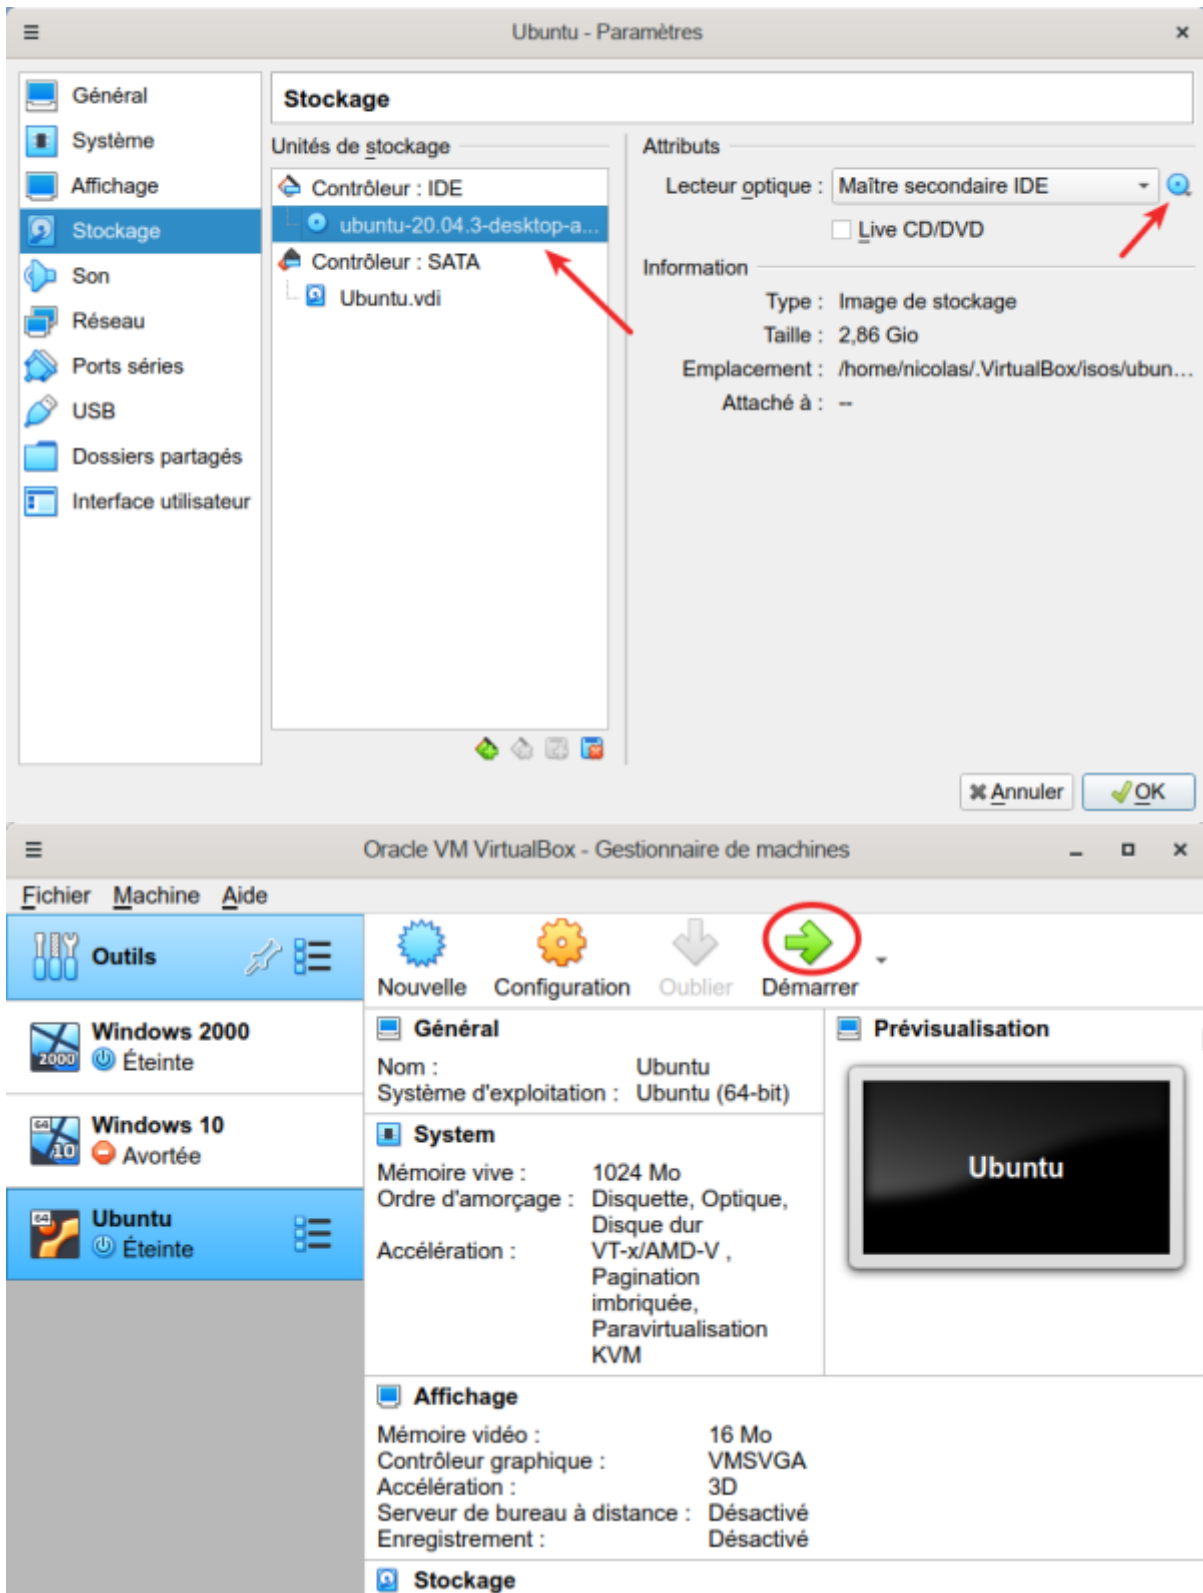 Ubuntu - Paramètres
Général
Système
Affichage
Stockage
Son
Réseau
Ports séries
USB
Dossiers partagés
Interface utilisateur
Stockage
Unités de stockage
Contrôleur : IDE
ubuntu-20.04.3-desktop-a...
Contrôleur : SATA
Ubuntu.vdi
Attributs
Lecteur optique : Maître secondaire IDE
Live CD/DVD
Information
Type : Image de stockage
Taille : 2,86 Gio
Emplacement : /home/nicolas/.VirtualBox/isos/ubun...
Attaché à : --
Annuler
OK
Oracle VM VirtualBox - Gestionnaire de machines
Fichier Machine Aide
Outils
Windows 2000
Éteinte
2000
Windows 10
Avortée
64
10
Ubuntu
Éteinte
64
Nouvelle Configuration Oublier Démarrer
Général
Nom : Ubuntu
Système d'exploitation : Ubuntu (64-bit)
System
Mémoire vive : 1024 Mo
Ordre d'amorçage : Disquette, Optique,
Disque dur
Accélération : VT-x/AMD-V ,
Pagination
imbriquée,
Paravirtualisation
KVM
Prévisualisation
Ubuntu
Affichage
Mémoire vidéo : 16 Mo
Contrôleur graphique : VMSVGA
Accélération : 3D
Serveur de bureau à distance : Désactivé
Enregistrement : Désactivé
Stockage